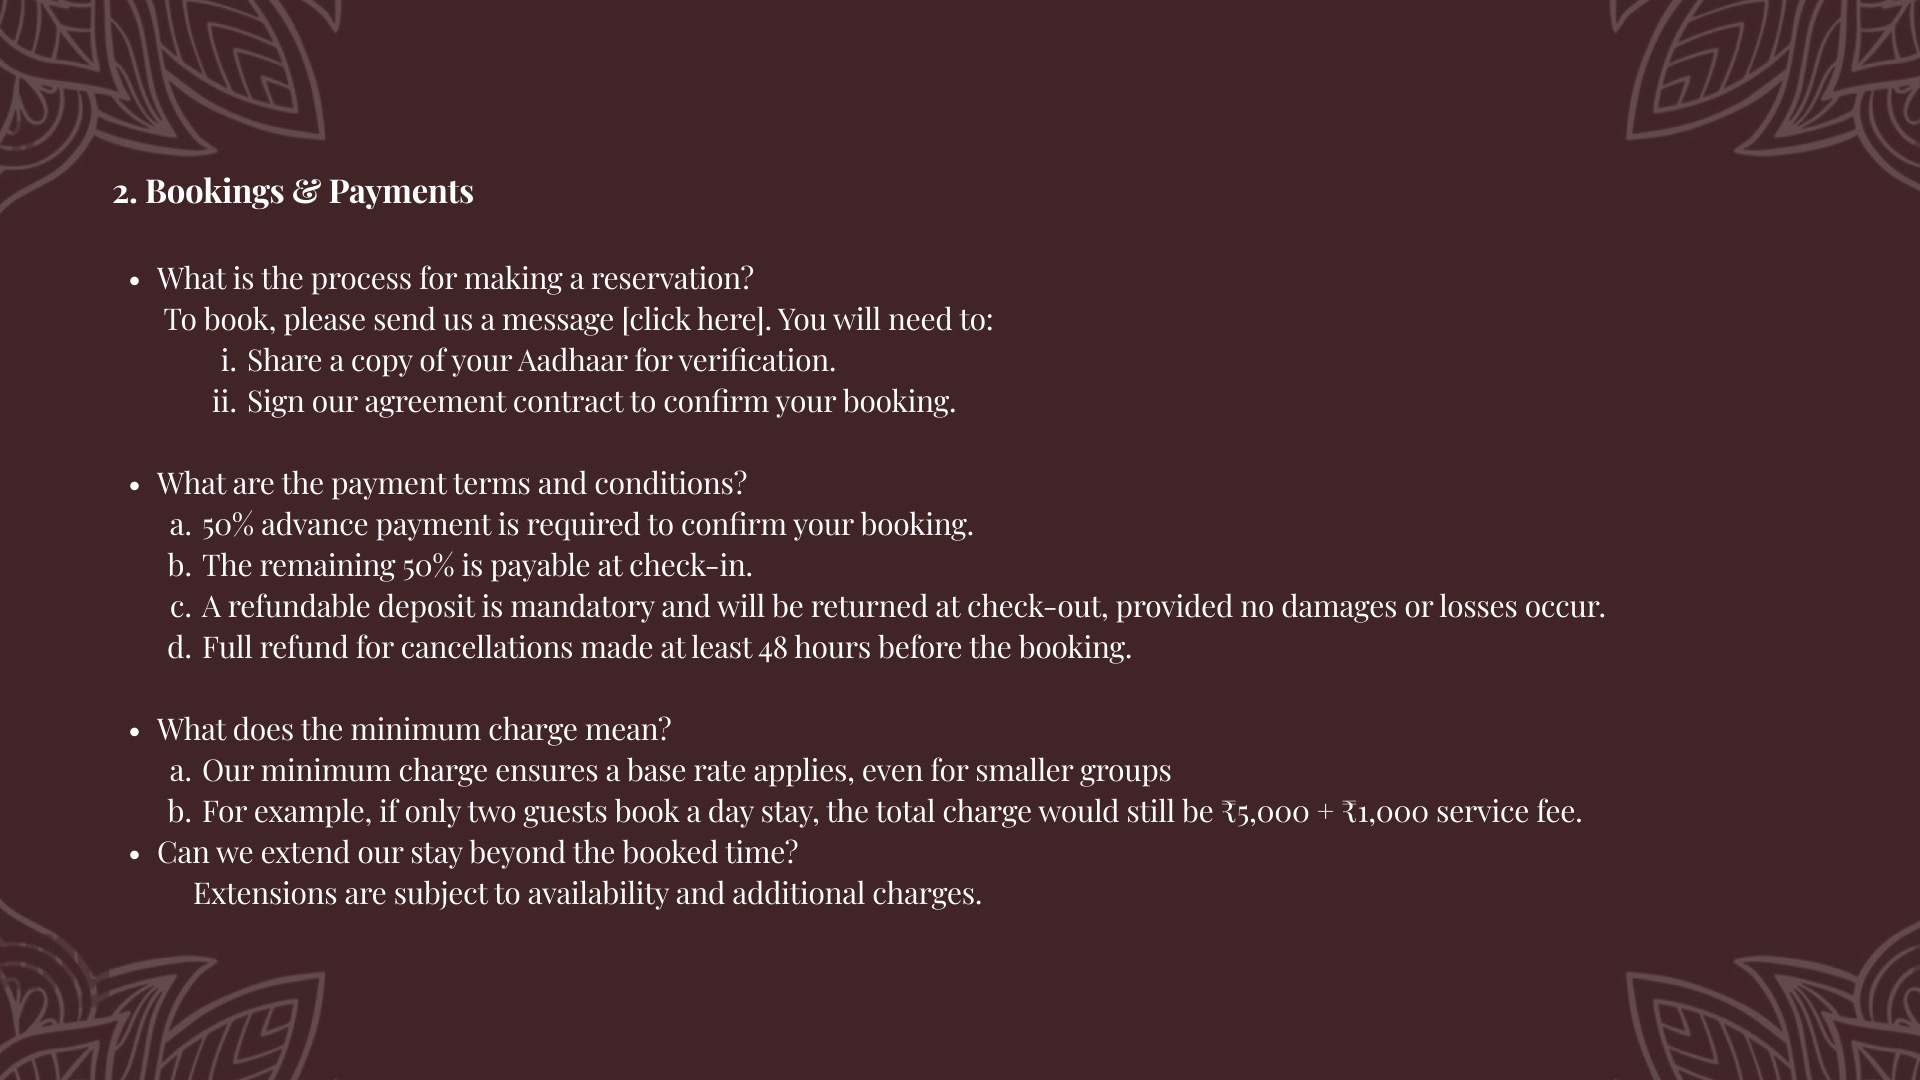 2. Bookings & Payments
• What is the process for making a reservation?
To book, please send us a message [click here]. You will need to:
i. Share a copy of your Aadhaar for verification.
ii. Sign our agreement contract to confirm your booking.
• What are the payment terms and conditions?
a. 50% advance payment is required to confirm your booking.
b. The remaining 50% is payable at check-in.
c. A refundable deposit is mandatory and will be returned at check-out, provided no damages or losses occur.
d. Full refund for cancellations made at least 48 hours before the booking.
• What does the minimum charge mean?
a. Our minimum charge ensures a base rate applies, even for smaller groups
b. For example, if only two guests book a day stay, the total charge would still be ₹5,000 + ₹1,000 service fee.
• Can we extend our stay beyond the booked time?
Extensions are subject to availability and additional charges.